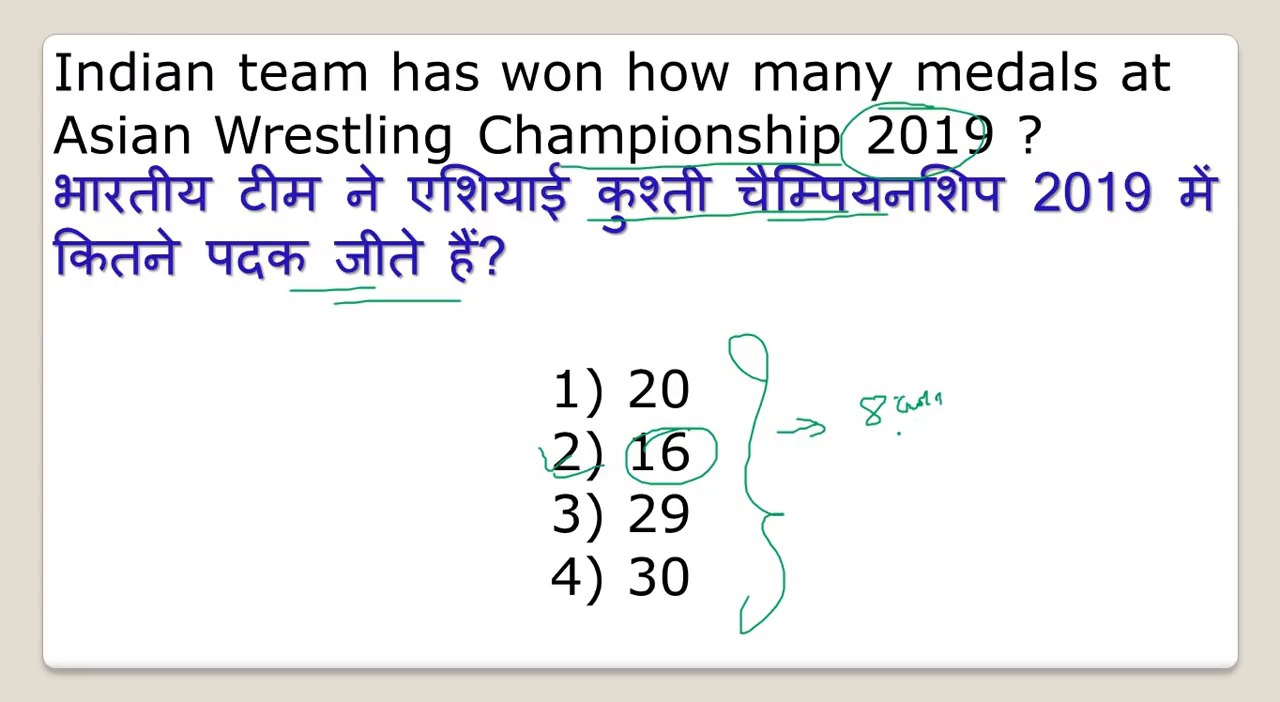 Indian team has won how many medals at
Asian Wrestling Championship 2019 ?
भारतीय टीम ने एशियाई कुश्ती चैम्पियनशिप 2019 में
कितने पदक जीते हैं?
1) 20
2) 16
3) 29
4) 30
8